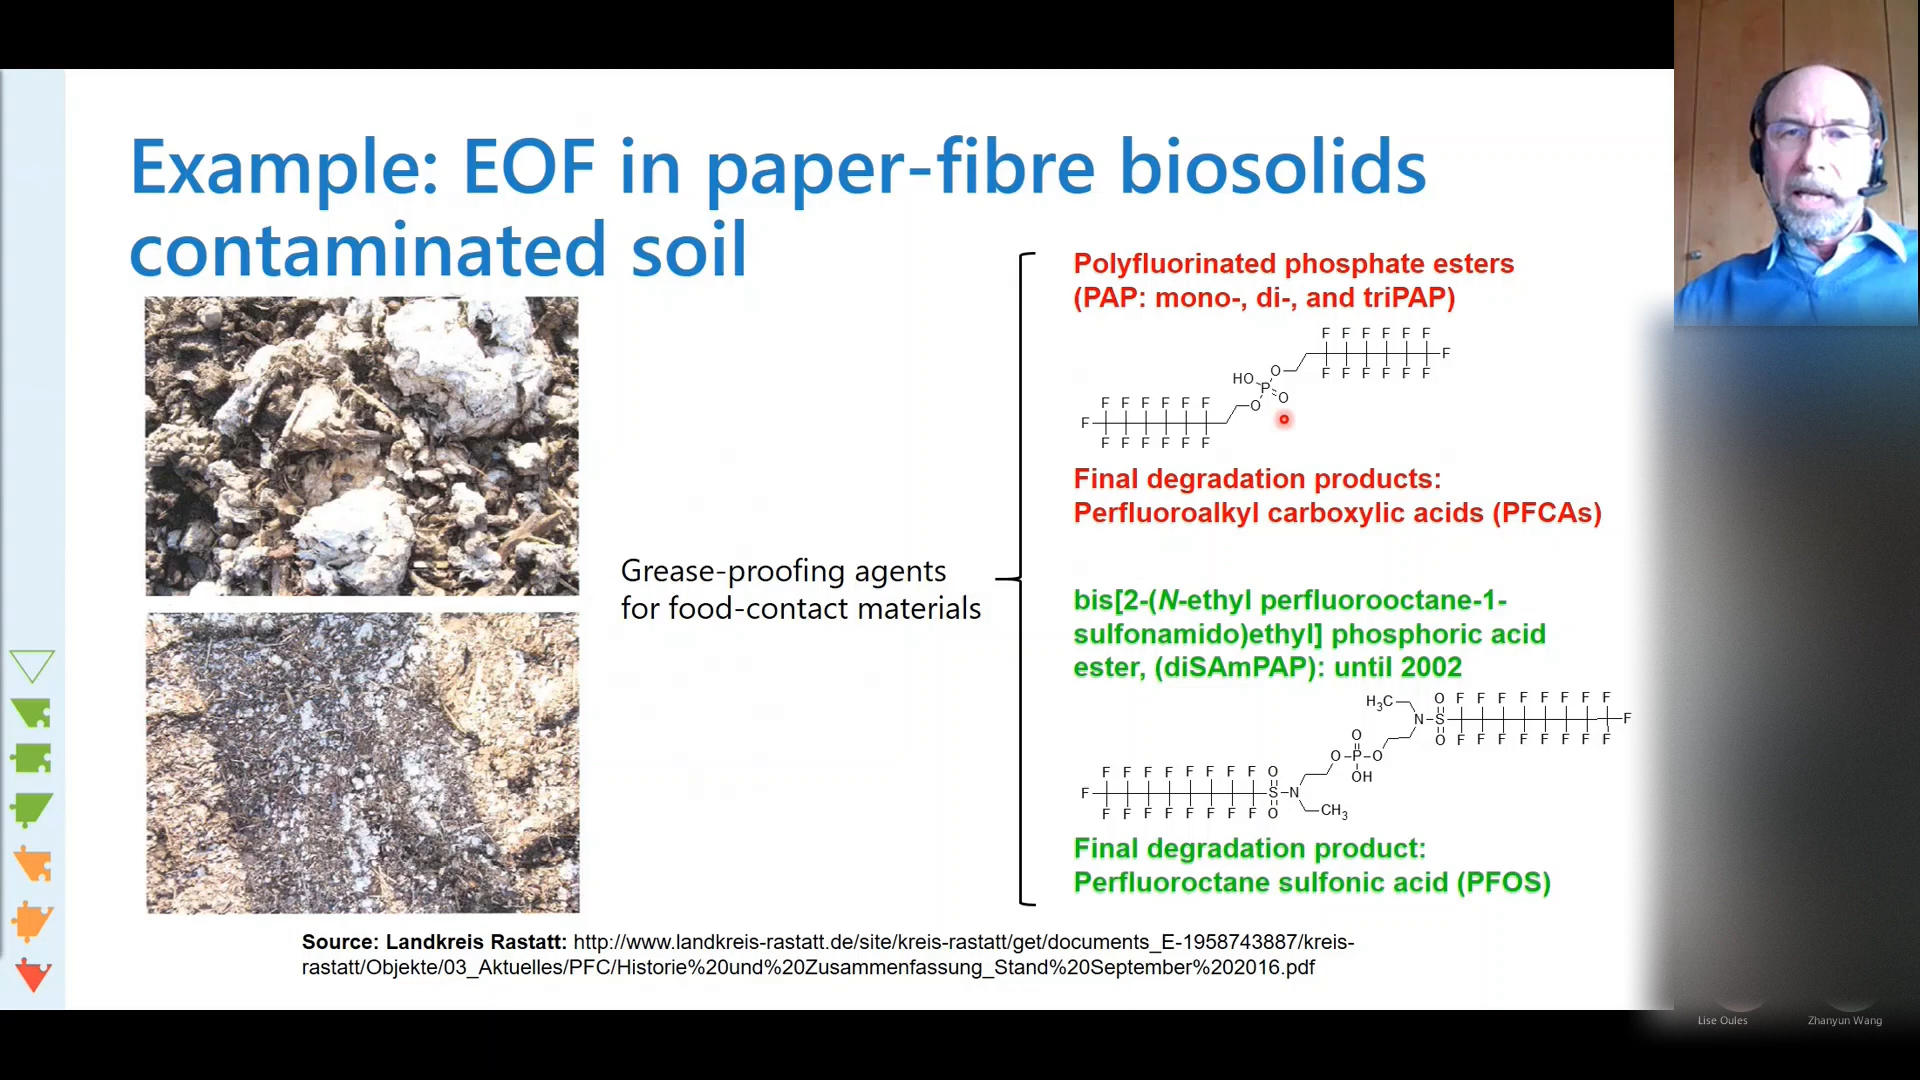 Example: EOF in paper-fibre biosolids
contaminated soil
Grease-proofing agents
for food-contact materials
Polyfluorinated phosphate esters
(PAP: mono-, di-, and triPAP)
F F F F F F
F
F F F F F F
O
HO
P
O
O
F F F F F F
F
F F F F F F
Final degradation products:
Perfluoroalkyl carboxylic acids (PFCAs)
bis[2-(N-ethyl perfluorooctane-1-
sulfonamido)ethyl] phosphoric acid
ester, (diSAmPAP): until 2002
H3C
O F F F F F F F F
N-S
F
O F F F F F F F F
O
O-P-O
OH
F F F F F F F F O
F
S-N
F F F F F F F F O
CH3
Final degradation product:
Perfluoroctane sulfonic acid (PFOS)
Source: Landkreis Rastatt: http://www.landkreis-rastatt.de/site/kreis-rastatt/get/documents_E-1958743887/kreis-
rastatt/Objekte/03_Aktuelles/PFC/Historie%20und%20Zusammenfassung_Stand%20September%202016.pdf
Lise Oules
Zhanyun Wang